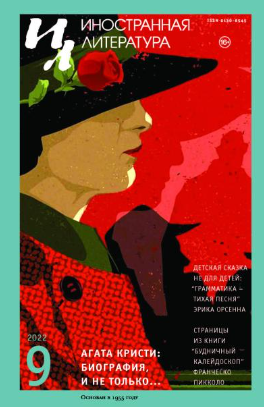 ISSN 0130-6545
ИЛ
ИНОСТРАННАЯ
ЛИТЕРАТУРА
16+
ДЕТСКАЯ СКАЗКА
НЕ ДЛЯ ДЕТЕЙ:
"ГРАММАТИКА –
ТИХАЯ ПЕСНЯ"
ЭРИКА ОРСЕННА
СТРАНИЦЫ
ИЗ КНИГИ
"БУДНИЧНЫЙ
КАЛЕЙДОСКОП"
ФРАНЧЕСКО
ПИККОЛО
2022
9
АГАТА КРИСТИ:
БИОГРАФИЯ,
И НЕ ТОЛЬКО...
Основан в 1955 году